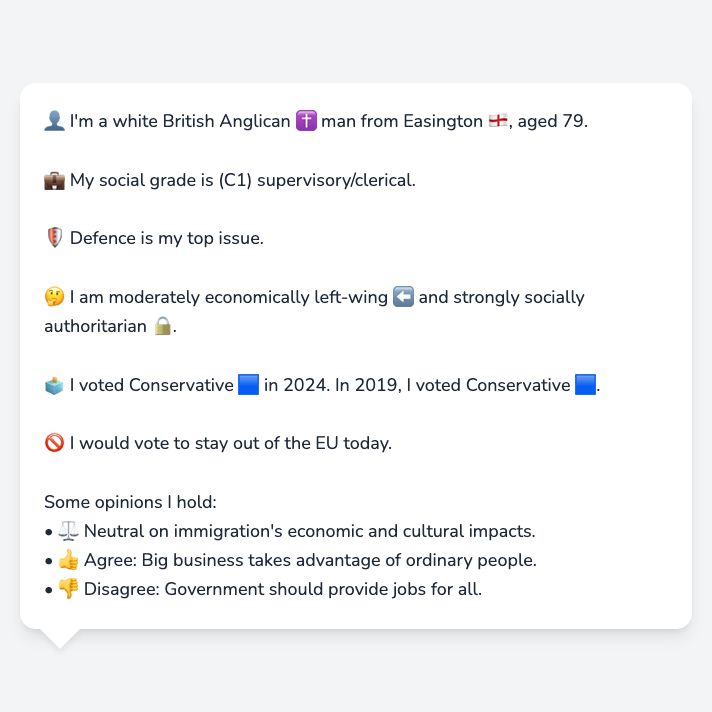 👤 I'm a white British Anglican ✝️ man from Easington 🏴󠁧󠁢󠁥󠁮󠁧󠁿, aged 79.
💼 My social grade is (C1) supervisory/clerical.
🛡️ Defence is my top issue.
🤔 I am moderately economically left-wing ⬅️ and strongly socially
authoritarian 🔒.
🗳️ I voted Conservative 🟦 in 2024. In 2019, I voted Conservative 🟦.
🚫 I would vote to stay out of the EU today.
Some opinions I hold:
• ⚖️ Neutral on immigration's economic and cultural impacts.
• 👍 Agree: Big business takes advantage of ordinary people.
• 👎 Disagree: Government should provide jobs for all.